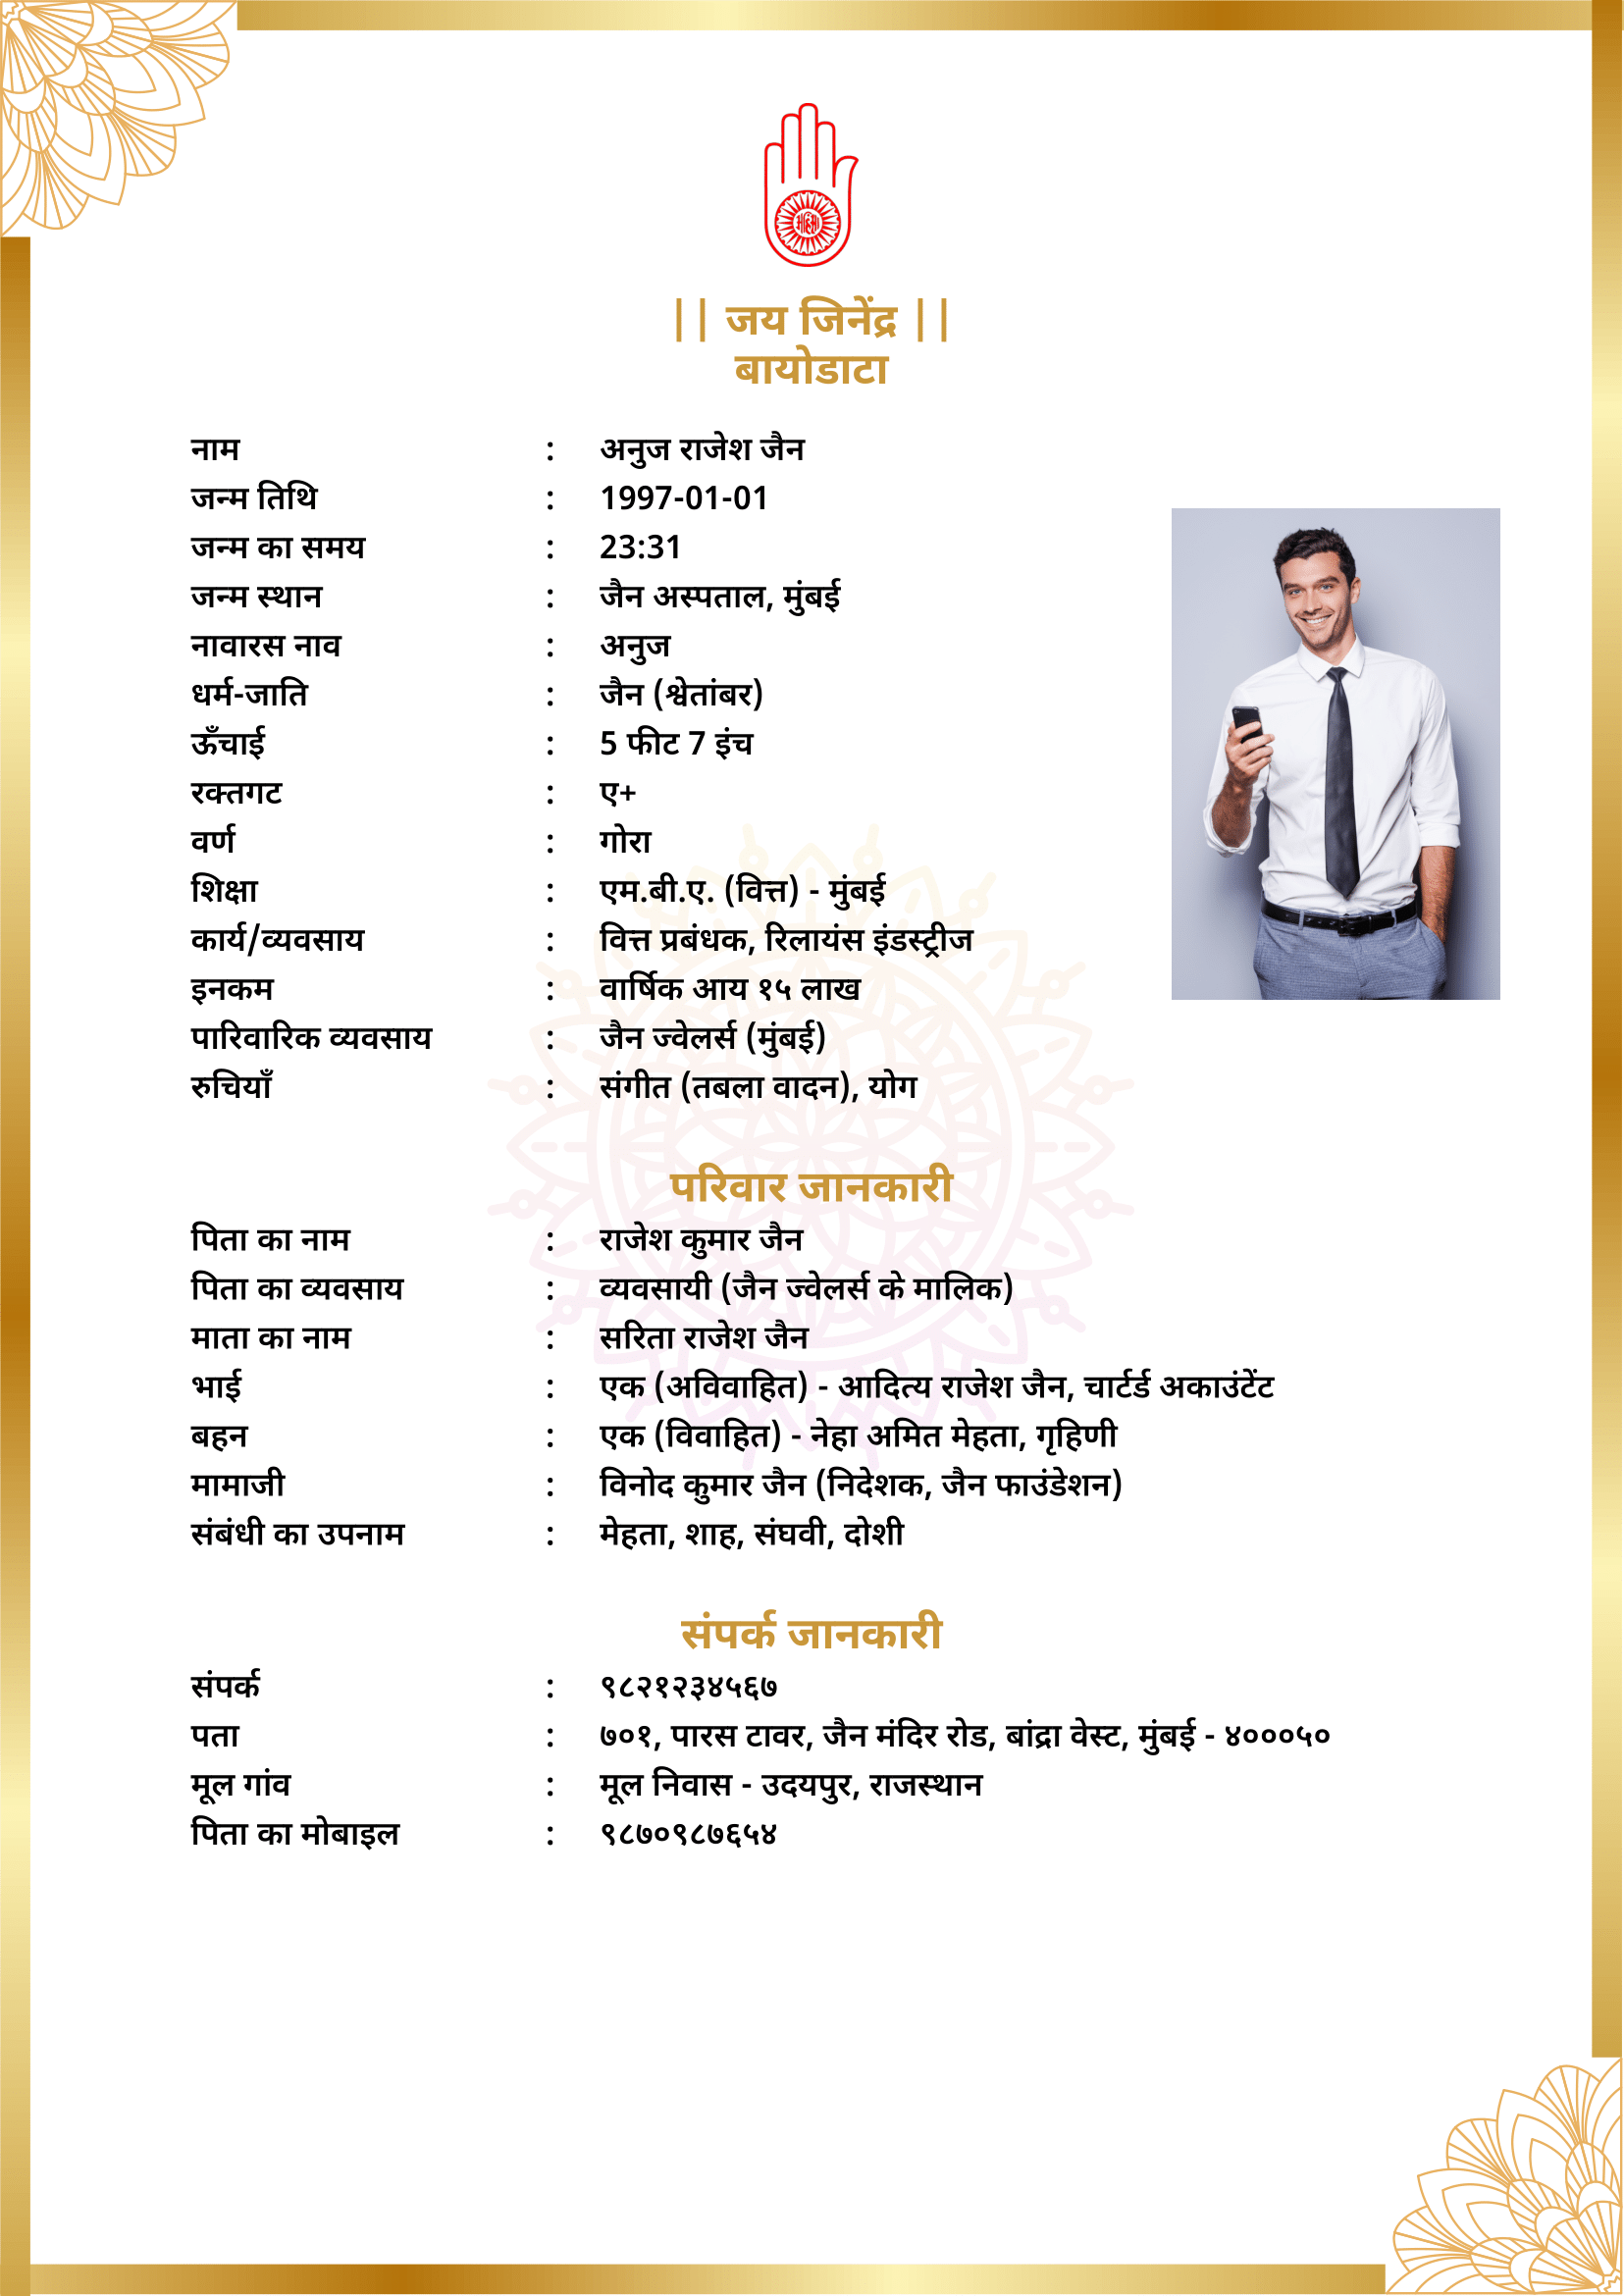 || जय जिनेंद्र ||
बायोडाटा
नाम : अनुज राजेश जैन
जन्म तिथि : 1997-01-01
जन्म का समय : 23:31
जन्म स्थान : जैन अस्पताल, मुंबई
नावारस नाव : अनुज
धर्म-जाति : जैन (श्वेतांबर)
ऊँचाई : 5 फीट 7 इंच
रक्तगट : ए+
वर्ण : गोरा
शिक्षा : एम.बी.ए. (वित्त) - मुंबई
कार्य/व्यवसाय : वित्त प्रबंधक, रिलायंस इंडस्ट्रीज
इनकम : वार्षिक आय १५ लाख
पारिवारिक व्यवसाय : जैन ज्वेलर्स (मुंबई)
रुचियाँ : संगीत (तबला वादन), योग
परिवार जानकारी
पिता का नाम : राजेश कुमार जैन
पिता का व्यवसाय : व्यवसायी (जैन ज्वेलर्स के मालिक)
माता का नाम : सरिता राजेश जैन
भाई : एक (अविवाहित) - आदित्य राजेश जैन, चार्टर्ड अकाउंटेंट
बहन : एक (विवाहित) - नेहा अमित मेहता, गृहिणी
मामाजी : विनोद कुमार जैन (निदेशक, जैन फाउंडेशन)
संबंधी का उपनाम : मेहता, शाह, संघवी, दोशी
संपर्क जानकारी
संपर्क : ९८२१२३४५६७
पता : ७०१, पारस टावर, जैन मंदिर रोड, बांद्रा वेस्ट, मुंबई - ४०००५०
मूल गांव : मूल निवास - उदयपुर, राजस्थान
पिता का मोबाइल : ९८७०९८७६५४